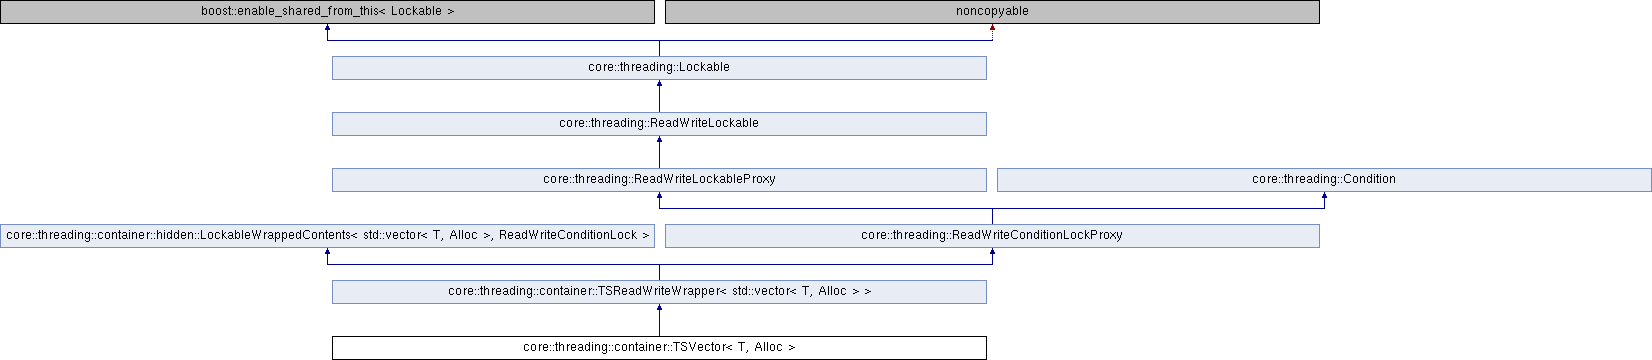 boost::enable_shared_from_this< Lockable >
noncopyable
core::threading::Lockable
core::threading::ReadWriteLockable
core::threading::ReadWriteLockableProxy
core::threading::Condition
core::threading::container::hidden::LockableWrappedContents< std::vector< T, Alloc >, ReadWriteConditionLock >
core::threading::ReadWriteConditionLockProxy
core::threading::container::TSReadWriteWrapper< std::vector< T, Alloc > >
core::threading::container::TSVector< T, Alloc >